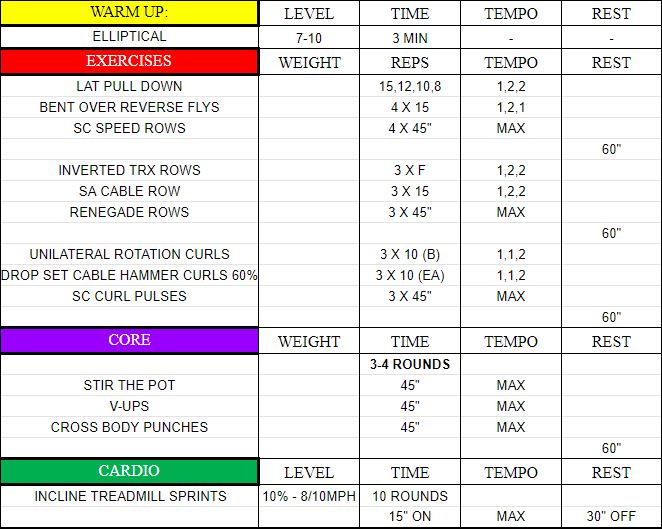 WARM UP: LEVEL TIME TEMPO REST
ELLIPTICAL 7-10 3 MIN - -
EXERCISES WEIGHT REPS TEMPO REST
LAT PULL DOWN 15,12,10,8 1,2,2
BENT OVER REVERSE FLYS 4 X 15 1,2,1
SC SPEED ROWS 4 X 45" MAX
60"
INVERTED TRX ROWS 3 X F 1,2,2
SA CABLE ROW 3 X 15 1,2,2
RENEGADE ROWS 3 X 45" MAX
60"
UNILATERAL ROTATION CURLS 3 X 10 (B) 1,1,2
DROP SET CABLE HAMMER CURLS 60% 3 X 10 (EA) 1,1,2
SC CURL PULSES 3 X 45" MAX
60"
CORE WEIGHT TIME TEMPO REST
3-4 ROUNDS
STIR THE POT 45" MAX
V-UPS 45" MAX
CROSS BODY PUNCHES 45" MAX
60"
CARDIO LEVEL TIME TEMPO REST
INCLINE TREADMILL SPRINTS 10% - 8/10MPH 10 ROUNDS
15" ON MAX 30" OFF